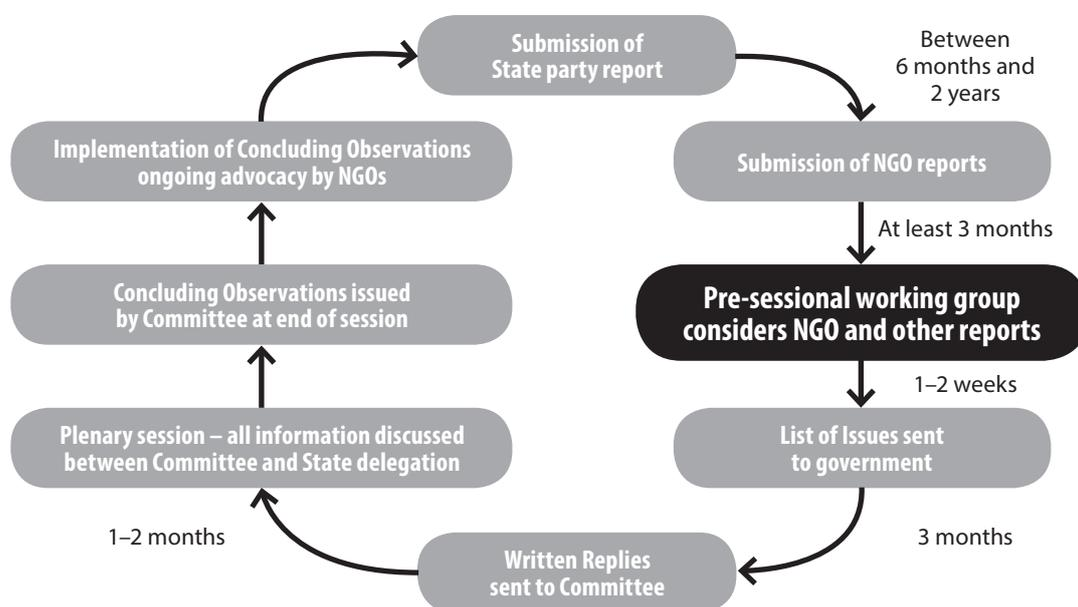 Submission of
State party report
Between
6 months and
2 years
Submission of NGO reports
At least 3 months
Pre-sessional working group
considers NGO and other reports
1–2 weeks
List of Issues sent
to government
3 months
Written Replies
sent to Committee
1–2 months
Plenary session – all information discussed
between Committee and State delegation
Concluding Observations issued
by Committee at end of session
Implementation of Concluding Observations
ongoing advocacy by NGOs